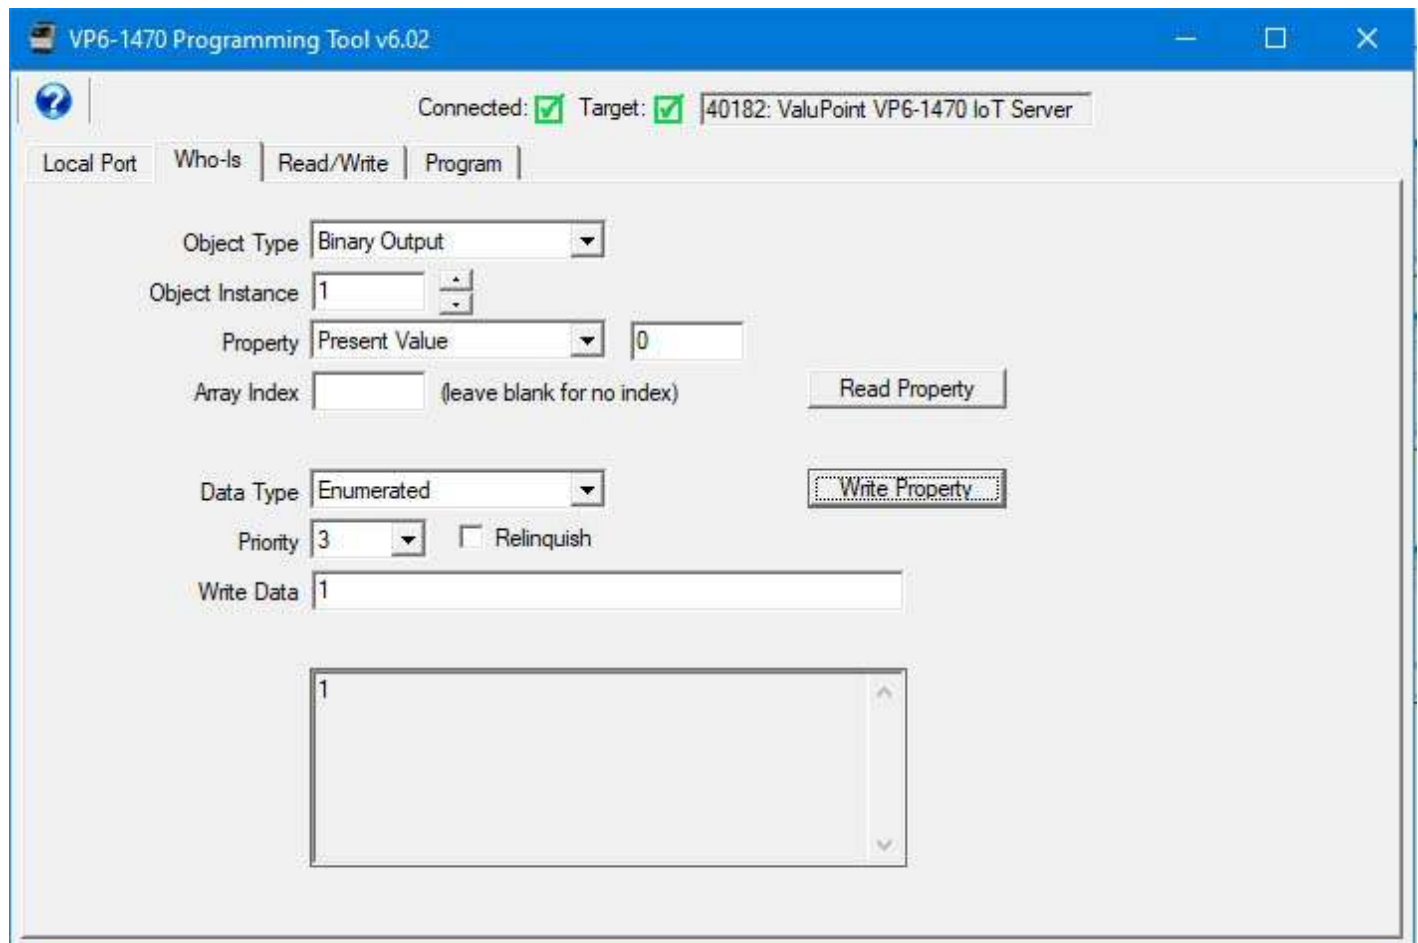 VP6-1470 Programming Tool v6.02
Connected: Target: 40182: ValuPoint VP6-1470 IoT Server
Local Port Who-Is Read/Write Program
Object Type Binary Output
Object Instance 1
Property Present Value 0
Array Index (leave blank for no index) Read Property
Data Type Enumerated Write Property
Priority 3 Relinquish
Write Data 1
1